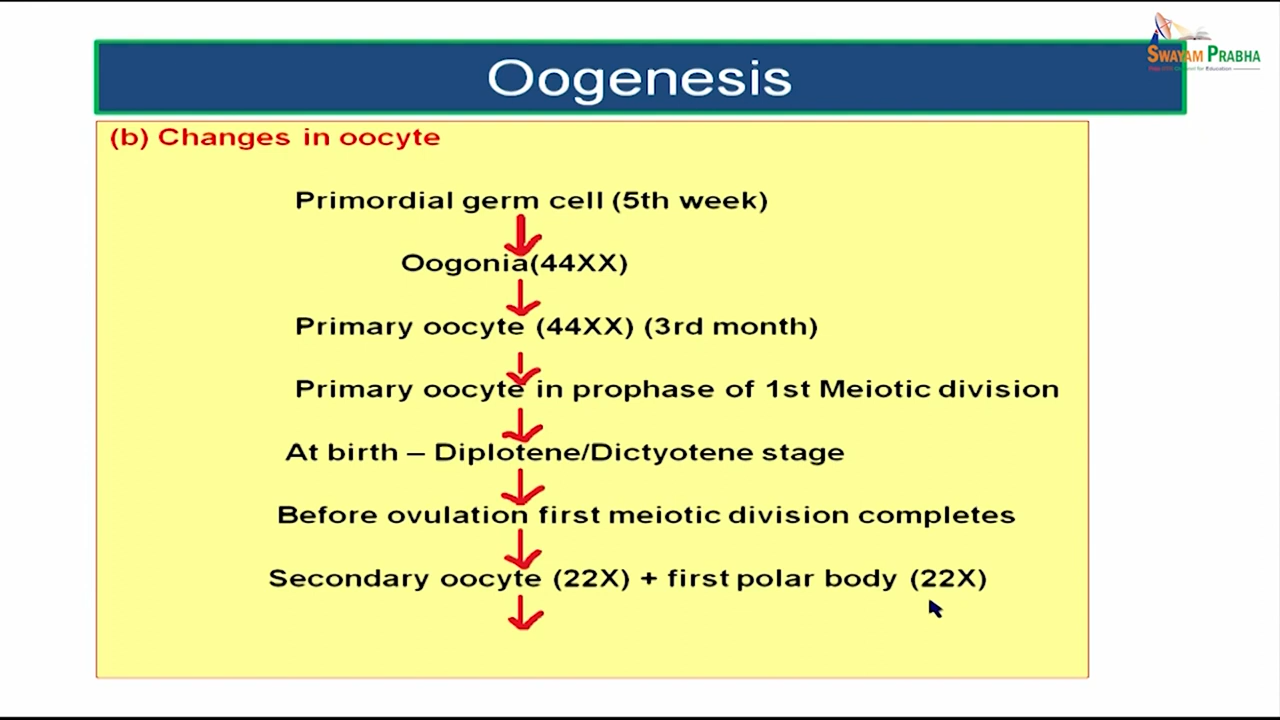 SWAYAM PRABHA
Oogenesis
(b) Changes in oocyte
Primordial germ cell (5th week)
Oogonia(44XX)
Primary oocyte (44XX) (3rd month)
Primary oocyte in prophase of 1st Meiotic division
At birth – Diplotene/Dictyotene stage
Before ovulation first meiotic division completes
Secondary oocyte (22X) + first polar body (22X)